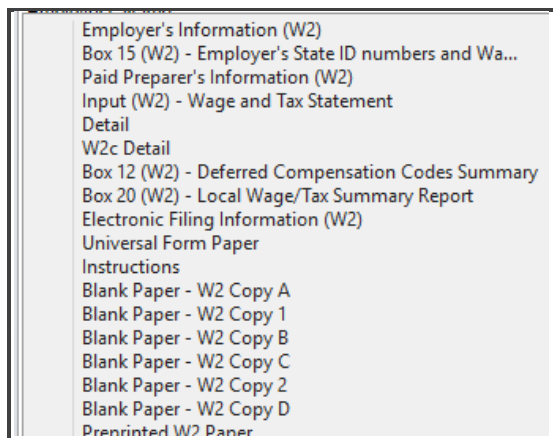 Employer's Information (W2)
Box 15 (W2) - Employer's State ID numbers and Wa...
Paid Preparer's Information (W2)
Input (W2) - Wage and Tax Statement
Detail
W2c Detail
Box 12 (W2) - Deferred Compensation Codes Summary
Box 20 (W2) - Local Wage/Tax Summary Report
Electronic Filing Information (W2)
Universal Form Paper
Instructions
Blank Paper - W2 Copy A
Blank Paper - W2 Copy 1
Blank Paper - W2 Copy B
Blank Paper - W2 Copy C
Blank Paper - W2 Copy 2
Blank Paper - W2 Copy D
Preprinted W2 Paper